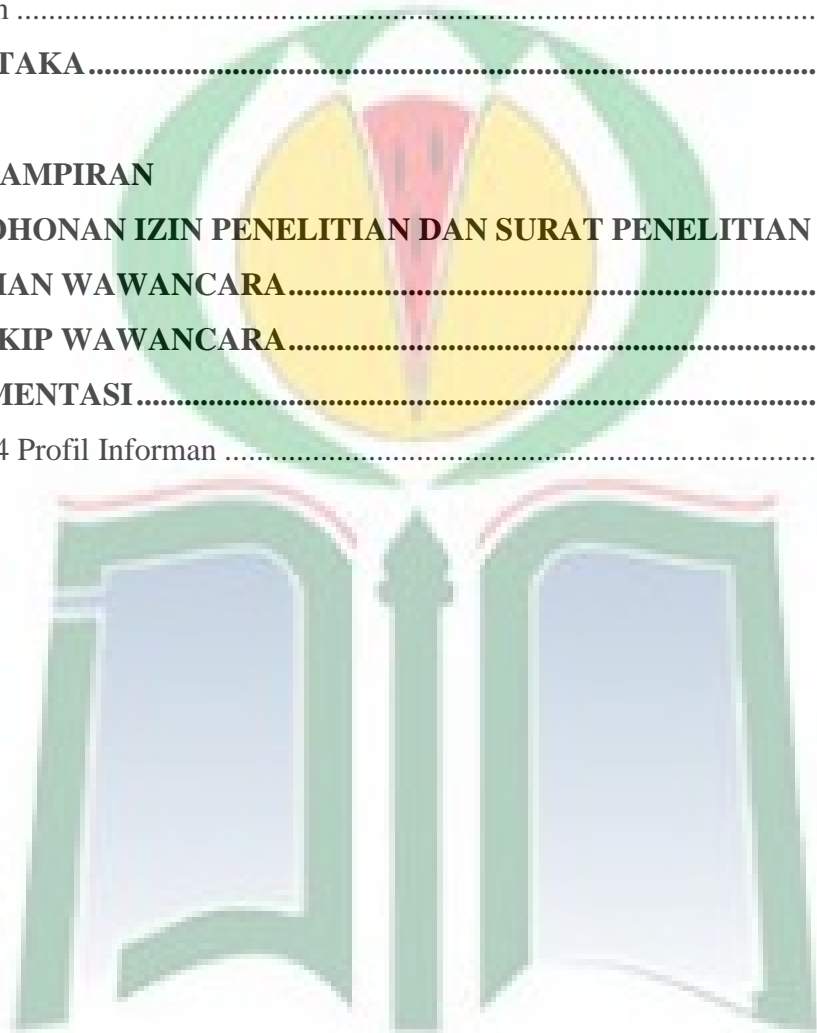 n ........................................................................................................
TAKA............................................................................................
AMPIRAN
OHONAN IZIN PENELITIAN DAN SURAT PENELITIAN
IAN WAWANCARA...................................................................
KIP WAWANCARA...................................................................
MENTASI......................................................................................
4 Profil Informan ...........................................................................